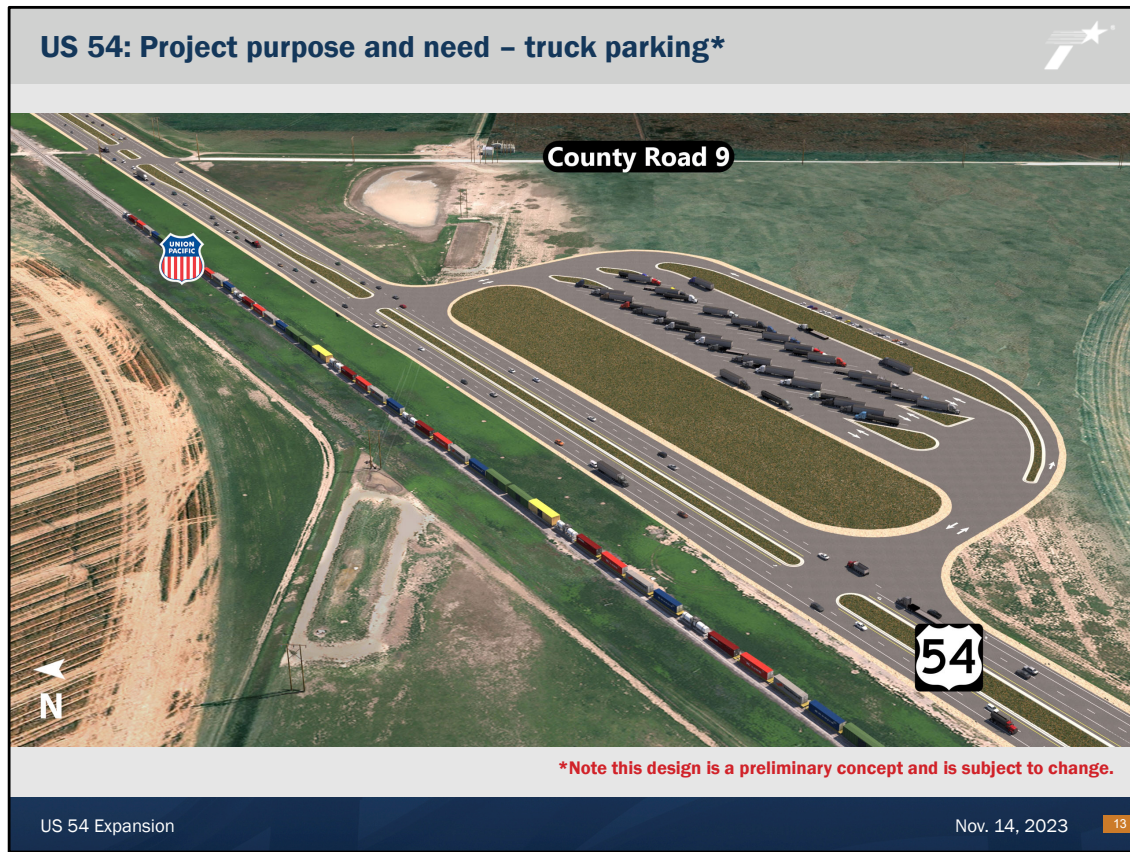 US 54: Project purpose and need – truck parking*
County Road 9
UNION
PACIFIC
54
N
*Note this design is a preliminary concept and is subject to change.
US 54 Expansion
Nov. 14, 2023
13